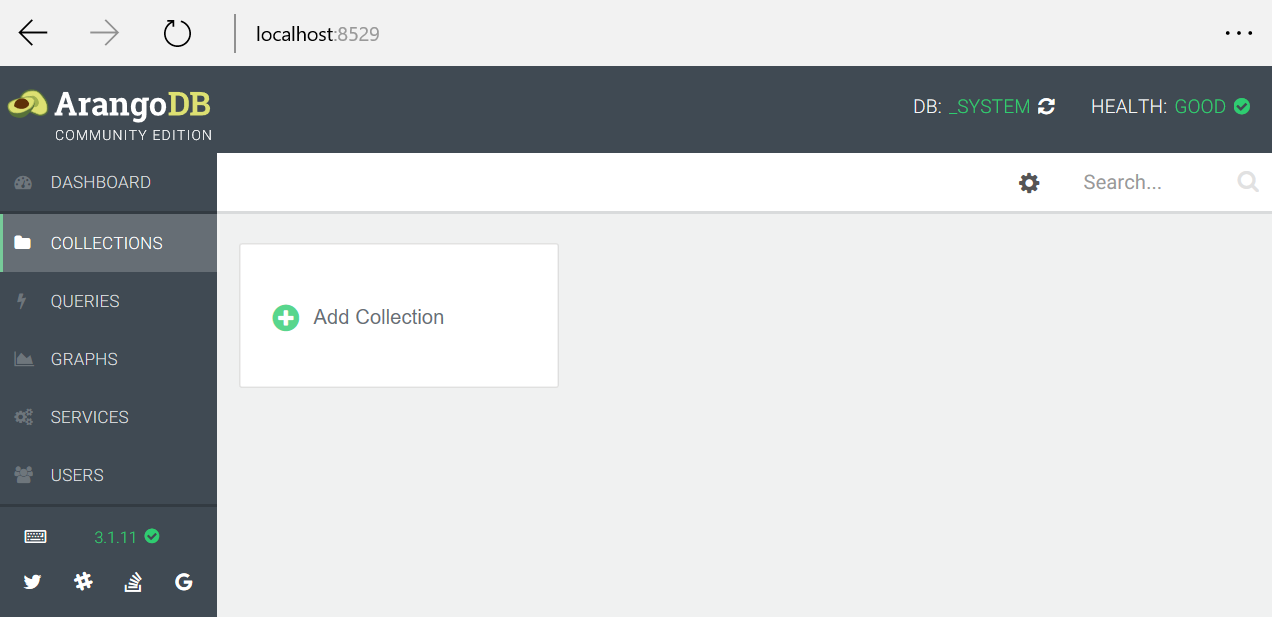 localhost:8529
ArangoDB
COMMUNITY EDITION
DB: _SYSTEM HEALTH: GOOD
DASHBOARD
Search...
COLLECTIONS
QUERIES
Add Collection
GRAPHS
SERVICES
USERS
3.1.11